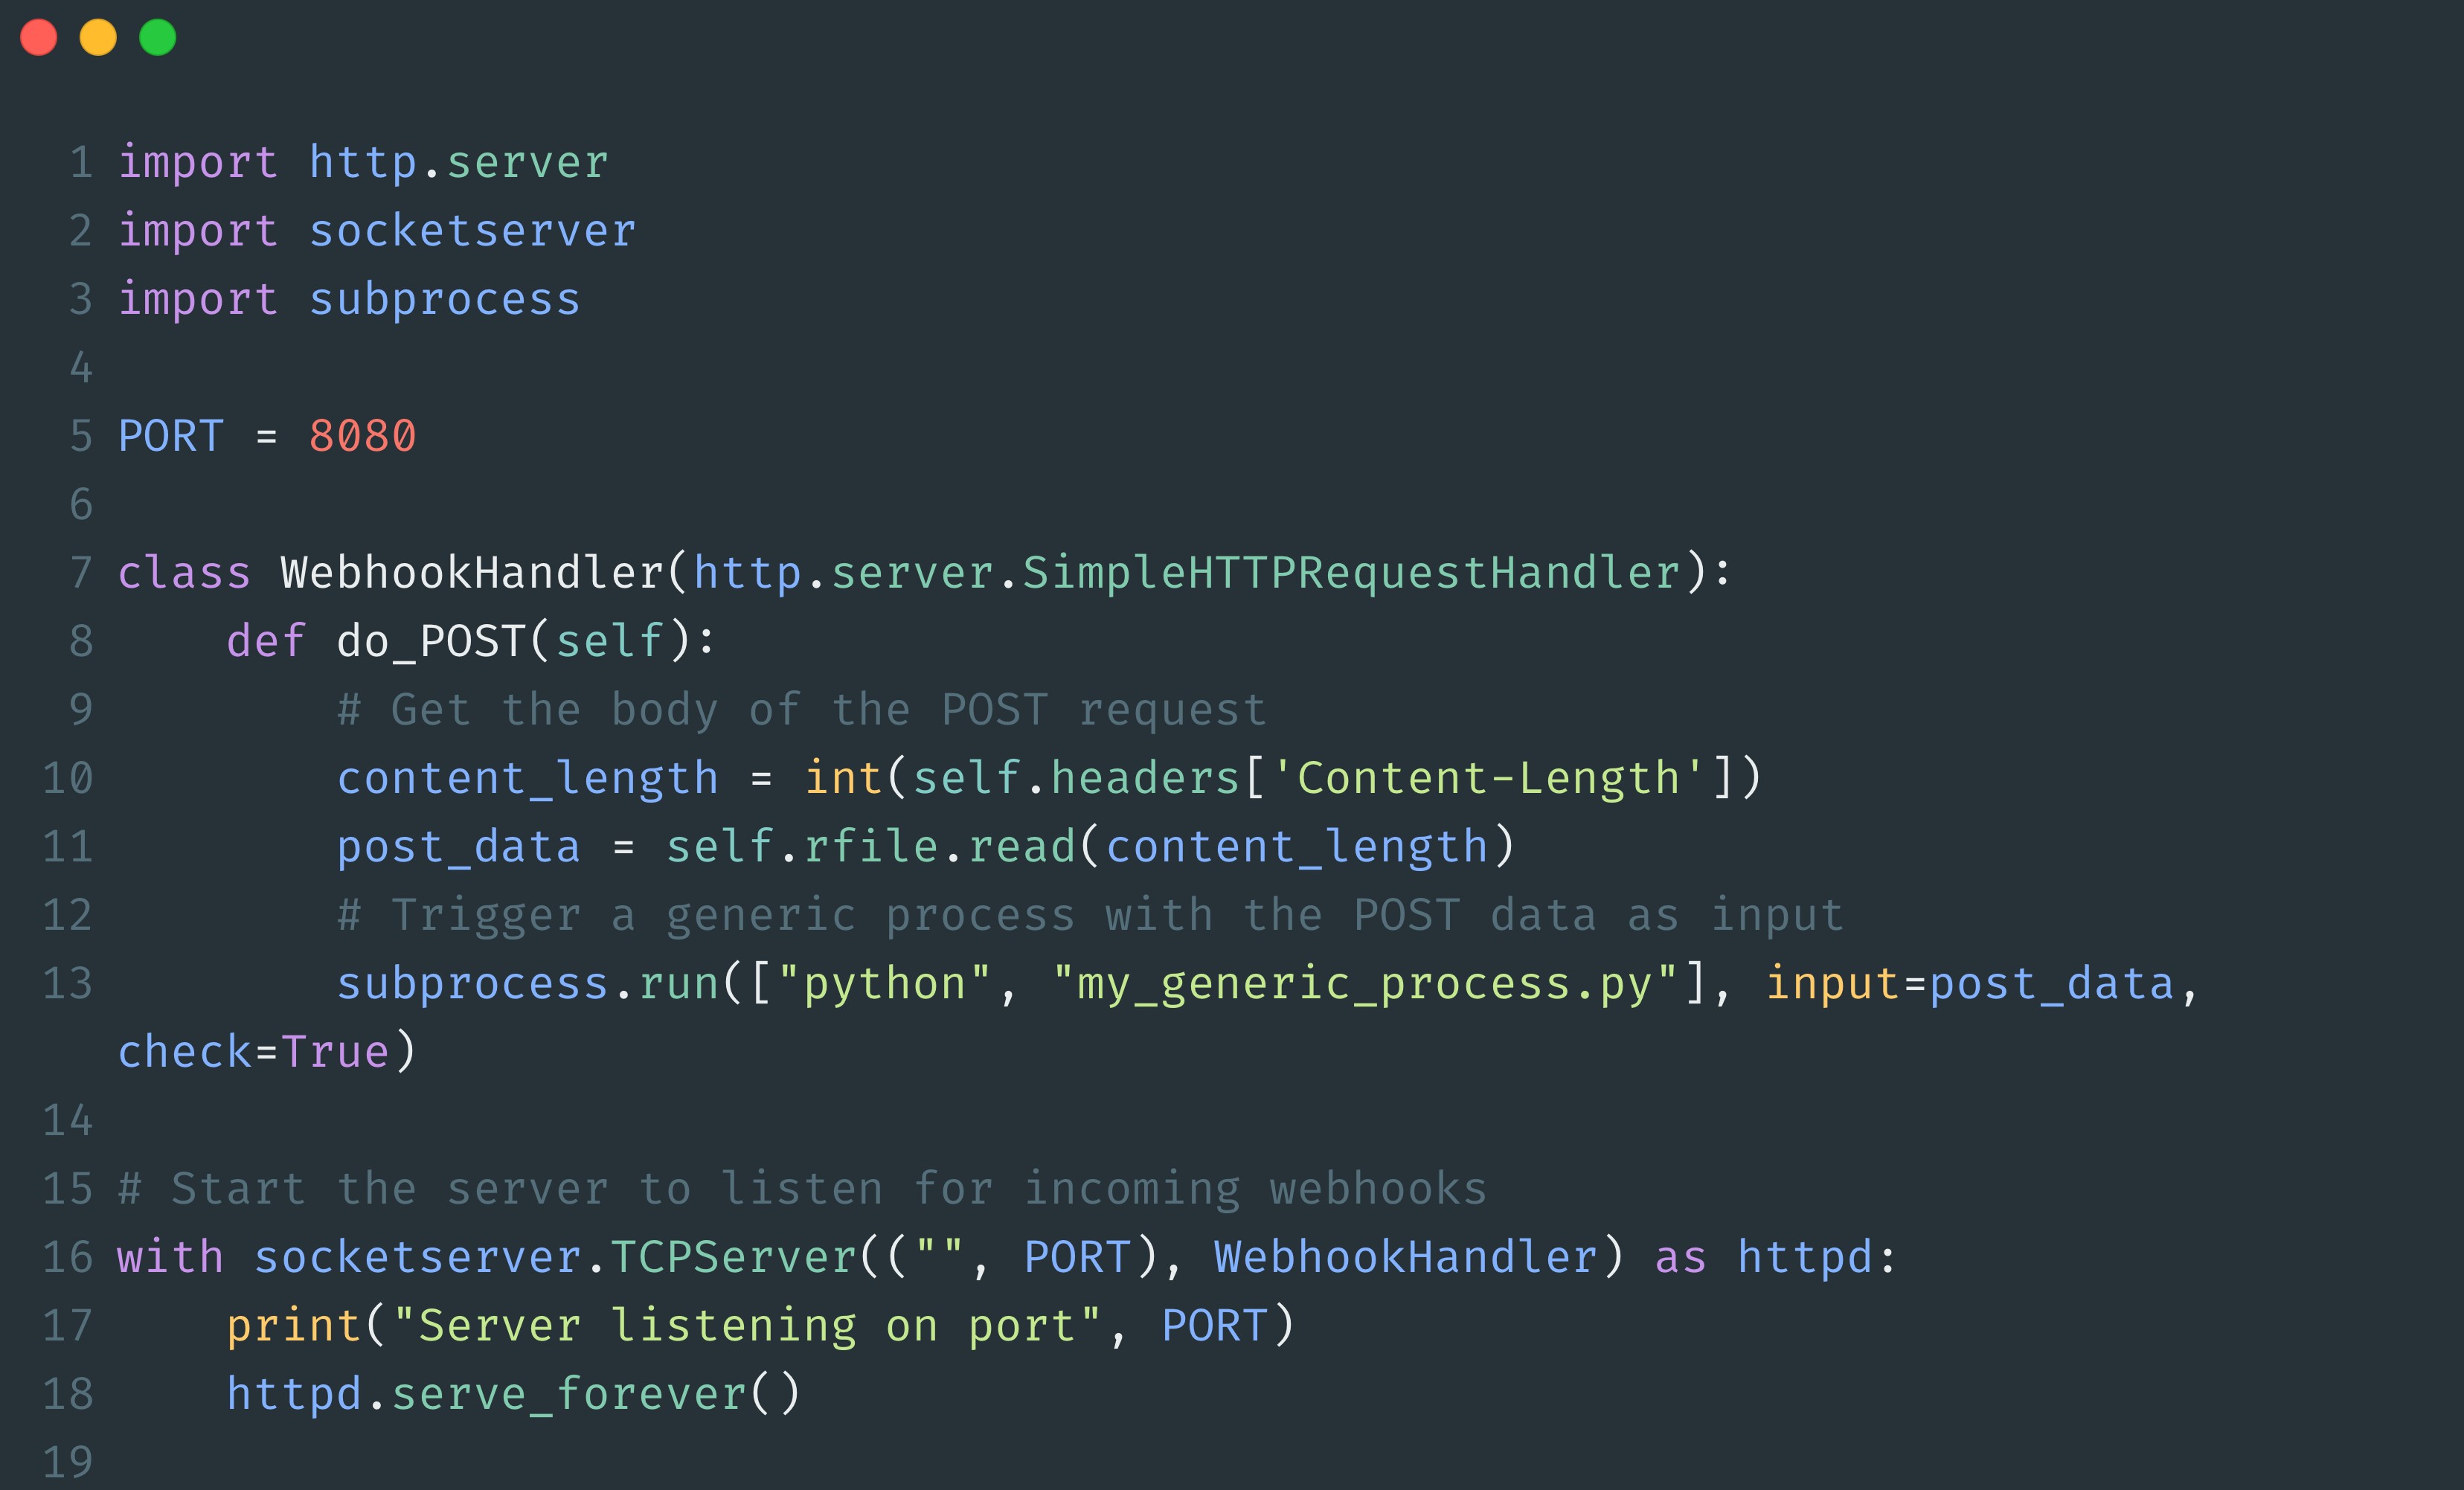 1 import http.server
2 import socketserver
3 import subprocess
4
5 PORT = 8080
6
7 class WebhookHandler(http.server.SimpleHTTPRequestHandler):
8     def do_POST(self):
9         # Get the body of the POST request
10         content_length = int(self.headers['Content-Length'])
11         post_data = self.rfile.read(content_length)
12         # Trigger a generic process with the POST data as input
13         subprocess.run(["python", "my_generic_process.py"], input=post_data,
check=True)
14
15 # Start the server to listen for incoming webhooks
16 with socketserver.TCPServer(("", PORT), WebhookHandler) as httpd:
17     print("Server listening on port", PORT)
18     httpd.serve_forever()
19